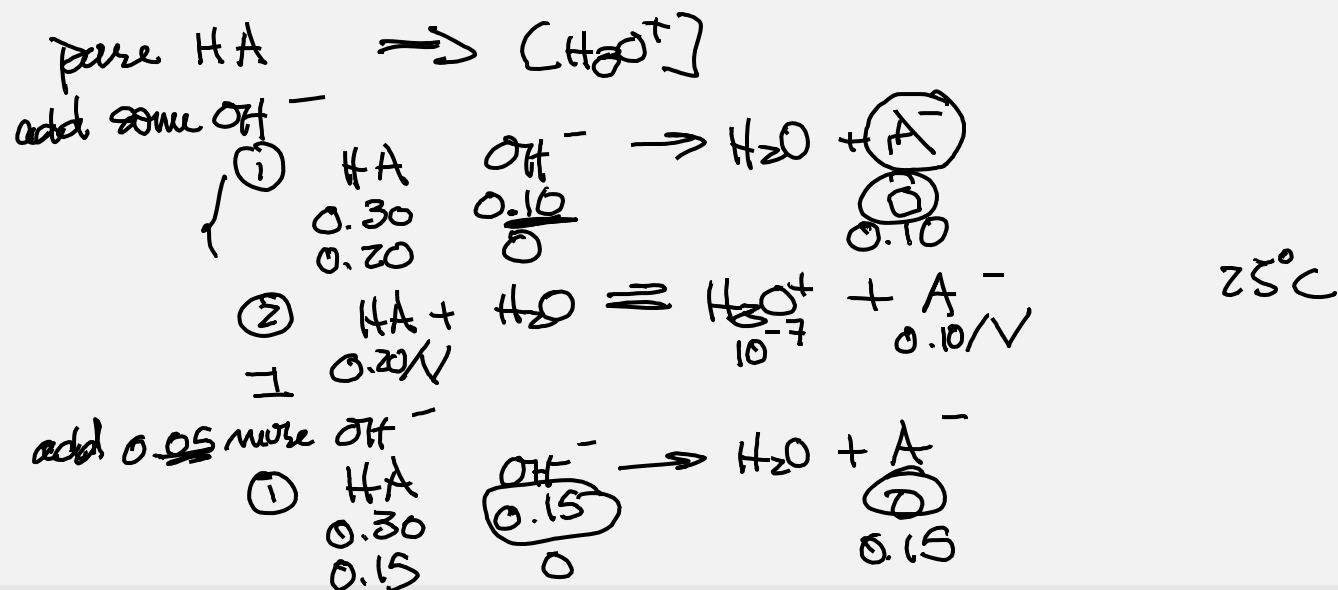 pure HA ⟹ [H3O+]
add some OH−
① HA OH− → H2O + A−
0.30 0.10 0
0.20 0 0.10
25°C
② HA + H2O ⇌ H3O+ + A−
I 0.20/V 10−7 0.10/V
add 0.05 more OH−
① HA OH− → H2O + A−
0.30 0.15 0
0.15 0 0.15